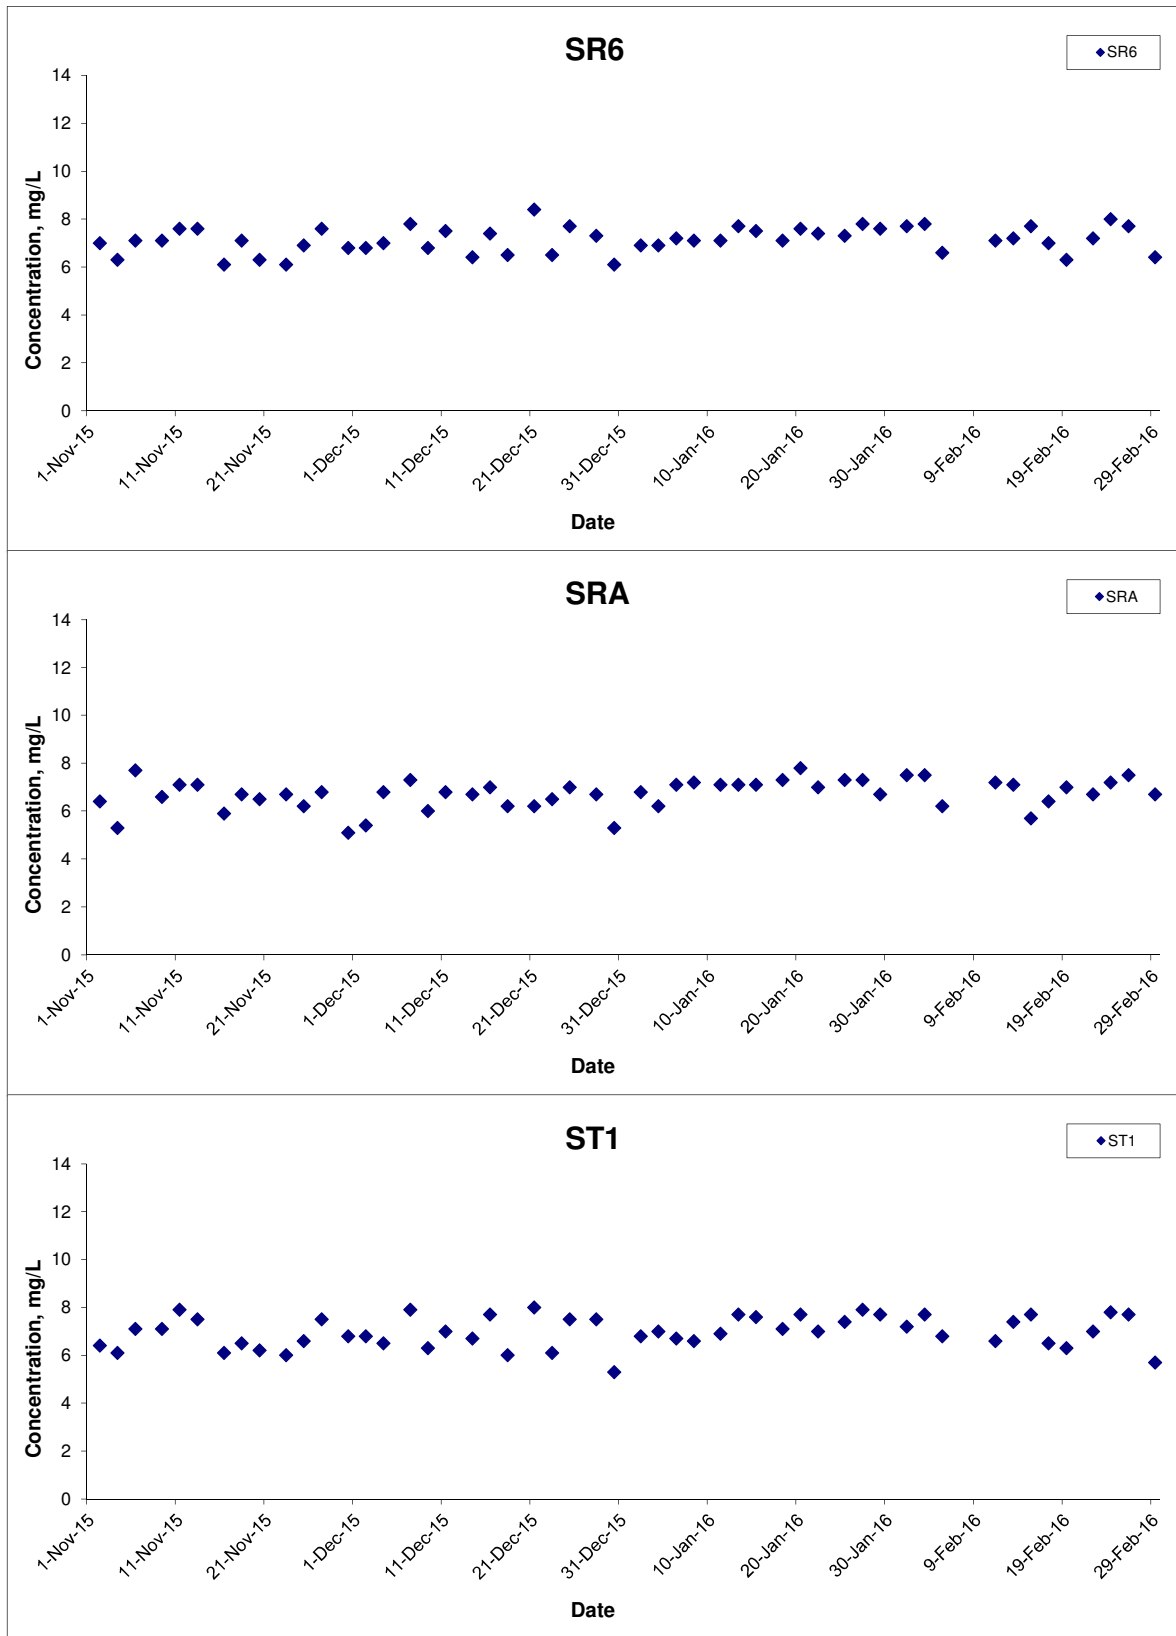 SR6
SR6
14
12
10
8
6
4
2
0
Concentration, mg/L
1-Nov-15
11-Nov-15
21-Nov-15
1-Dec-15
11-Dec-15
21-Dec-15
31-Dec-15
10-Jan-16
20-Jan-16
30-Jan-16
9-Feb-16
19-Feb-16
29-Feb-16
Date
SRA
SRA
14
12
10
8
6
4
2
0
Concentration, mg/L
1-Nov-15
11-Nov-15
21-Nov-15
1-Dec-15
11-Dec-15
21-Dec-15
31-Dec-15
10-Jan-16
20-Jan-16
30-Jan-16
9-Feb-16
19-Feb-16
29-Feb-16
Date
ST1
ST1
14
12
10
8
6
4
2
0
Concentration, mg/L
1-Nov-15
11-Nov-15
21-Nov-15
1-Dec-15
11-Dec-15
21-Dec-15
31-Dec-15
10-Jan-16
20-Jan-16
30-Jan-16
9-Feb-16
19-Feb-16
29-Feb-16
Date